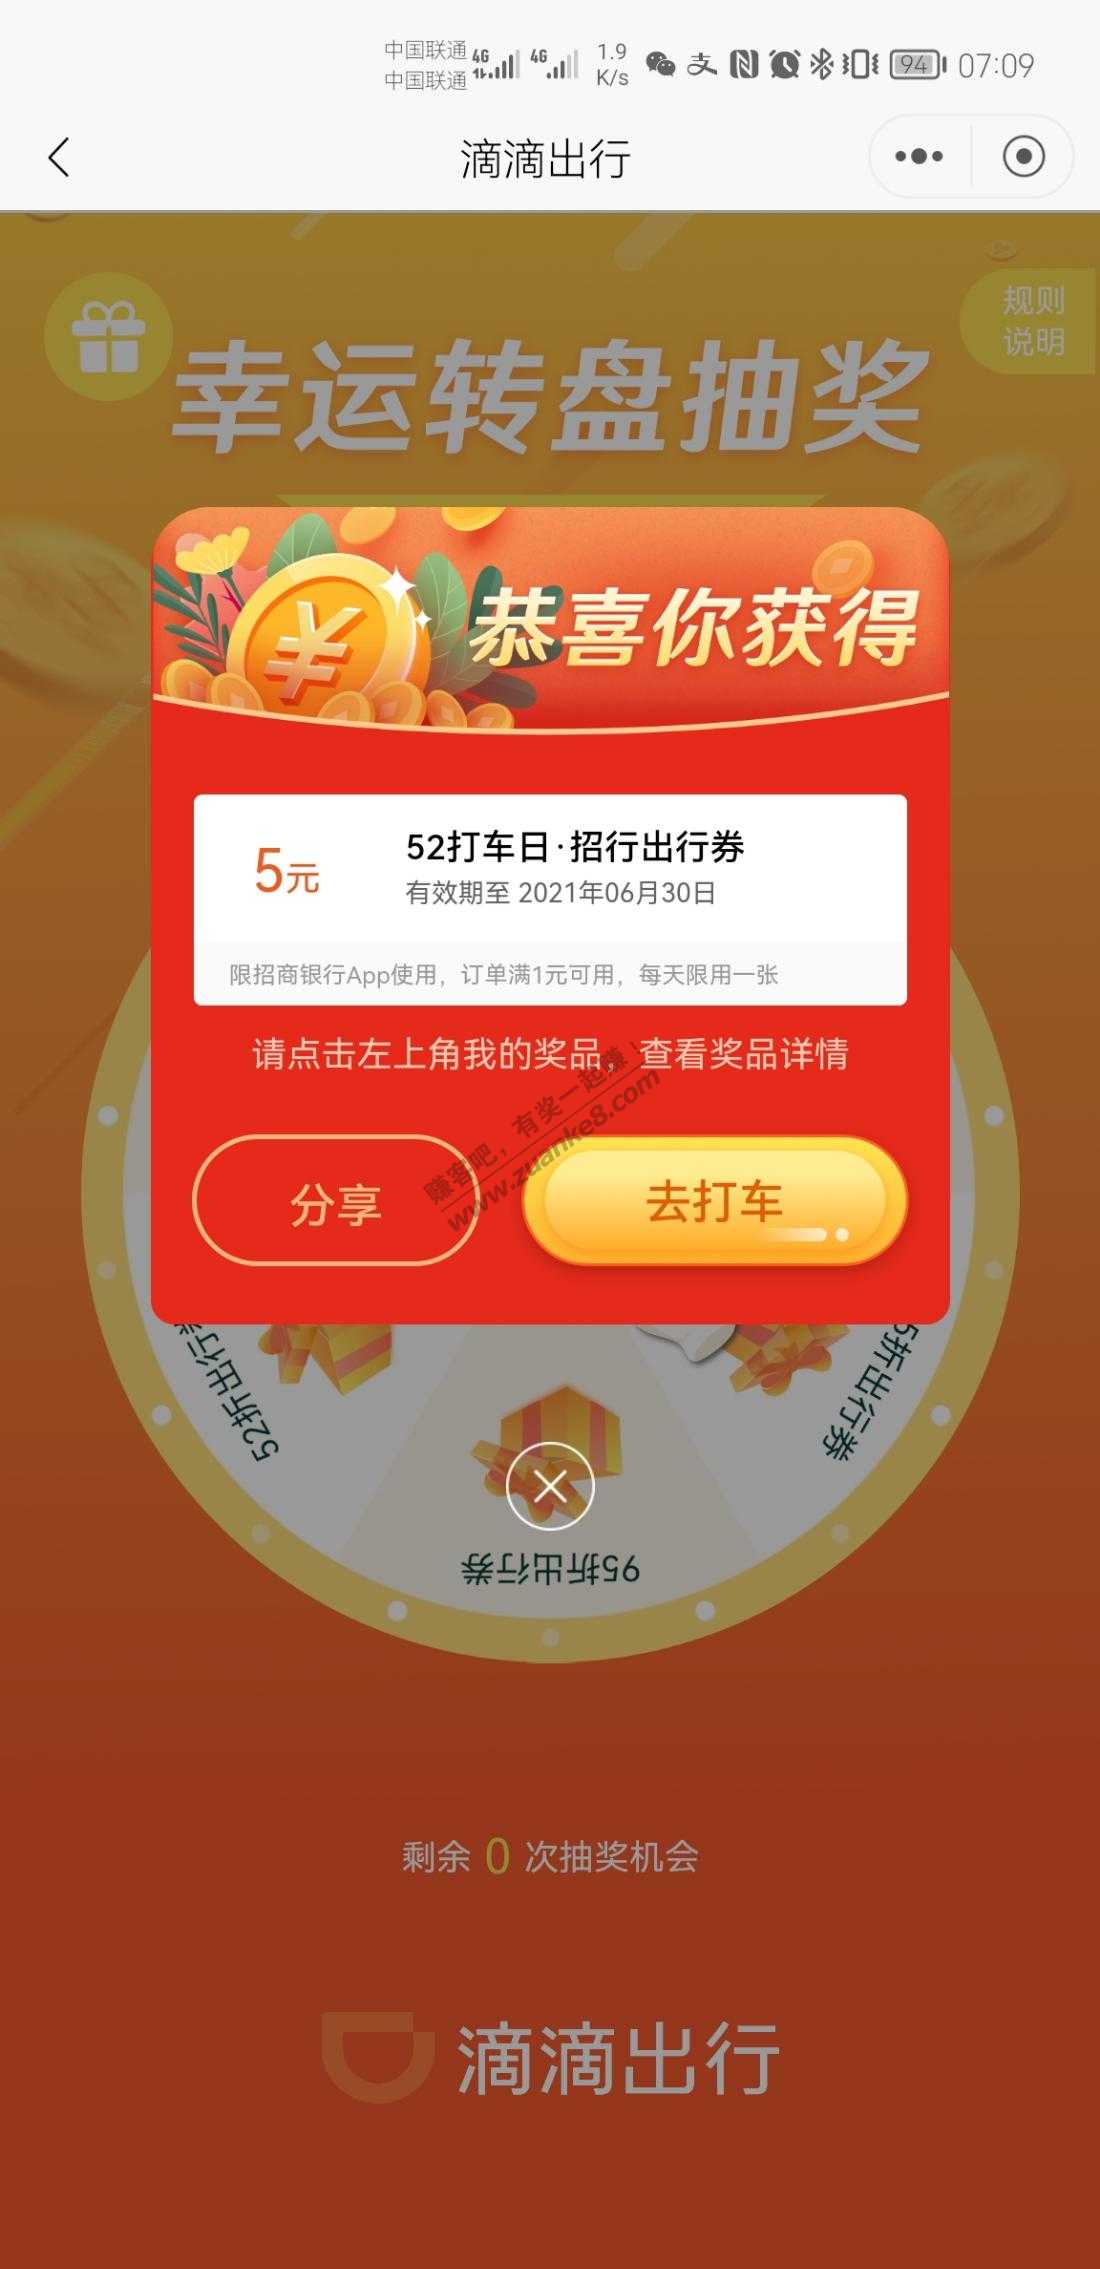 中国联通 4G 4G 1.9 94 07:09
中国联通 K/s
滴滴出行
规则
说明
幸运转盘抽奖
恭喜你获得
5元
52打车日·招行出行券
有效期至 2021年06月30日
限招商银行App使用，订单满1元可用，每天限用一张
请点击左上角我的奖品，查看奖品详情
赚客吧，有奖一起赚！
www.zuanke8.com
分享
去打车
52折出行
5折出行券
95折出行券
剩余 0 次抽奖机会
滴滴出行